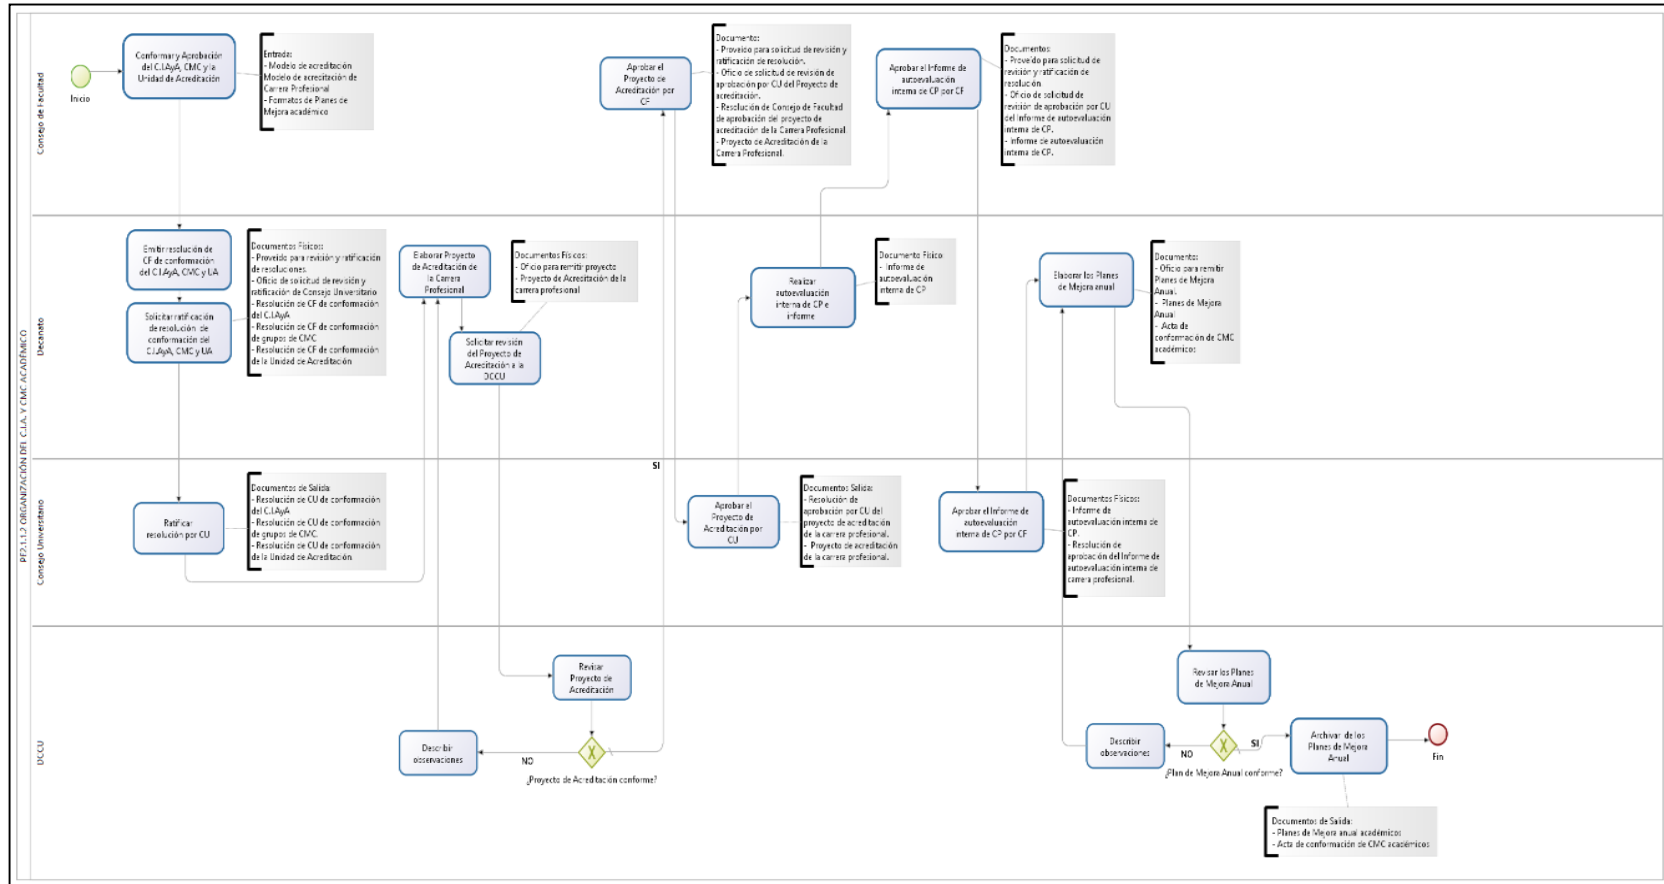 PE2.1.1.2 ORGANIZACIÓN DEL C.I.A. Y CMC ACADÉMICO
Consejo de Facultad
Inicio
Conformar y Aprobación
del C.I.AyA, CMC y la
Unidad de Acreditación
Entrada:
- Modelo de acreditación
Modelo de acreditación de
Carrera Profesional
- Formatos de Planes de
Mejora académico
Aprobar el
Proyecto de
Acreditación por
CF
Documento:
- Proveido para solicitud de revisión y
ratificación de resolución.
- Oficio de solicitud de revisión de
aprobación por CU del Proyecto de
acreditación.
- Resolución de Consejo de Facultad
de aprobación del proyecto de
acreditación de la Carrera Profesional
- Proyecto de Acreditación de la
Carrera Profesional.
Aprobar el Informe de
autoevaluación
interna de CP por CF
Documentos:
- Proveido para solicitud de
revisión y ratificación de
resolución.
- Oficio de solicitud de
revisión de aprobación por CU
del Informe de autoevaluación
interna de CP.
- Informe de autoevaluación
interna de CP.
Decanato
Emitir resolución de
CF de conformación
del C.I.AyA, CMC y UA
Solicitar ratificación
de resolución de
conformación del
C.I.AyA, CMC y UA
Documentos Físicos:
- Proveido para revisión y ratificación
de resoluciones.
- Oficio de solicitud de revisión y
ratificación de Consejo Universitario
- Resolución de CF de conformación
del C.I.AyA
- Resolución de CF de conformación
de grupos de CMC
- Resolución de CF de conformación
de la Unidad de Acreditación
Elaborar Proyecto
de Acreditación de
la Carrera
Profesional
Documentos Físicos:
- Oficio para remitir proyecto
- Proyecto de Acreditación de la
carrera profesional
Solicitar revisión
del Proyecto de
Acreditación a la
DCCU
Realizar
autoevaluación
interna de CP e
informe
Documento Físico:
- Informe de
autoevaluación
interna de CP
Elaborar los Planes
de Mejora anual
Documento:
- Oficio para remitir
Planes de Mejora
Anual.
- Planes de Mejora
Anual
- Acta de
conformación de CMC
académicos
Consejo Universitario
Ratificar
resolución por CU
Documentos de Salida:
- Resolución de CU de conformación
del C.I.AyA
- Resolución de CU de conformación
de grupos de CMC.
- Resolución de CU de conformación
de la Unidad de Acreditación.
SI
Aprobar el
Proyecto de
Acreditación por
CU
Documentos Salida:
- Resolución de
aprobación por CU del
proyecto de acreditación
de la carrera profesional.
- Proyecto de acreditación
de la carrera profesional.
Aprobar el Informe de
autoevaluación
interna de CP por CF
Documentos Físicos:
- Informe de
autoevaluación interna de
CP.
- Resolución de
aprobación del Informe de
autoevaluación interna de
carrera profesional.
DCCU
Revisar
Proyecto de
Acreditación
Describir
observaciones
NO
¿Proyecto de Acreditación conforme?
Revisar los Planes
de Mejora Anual
Describir
observaciones
NO
SI
¿Plan de Mejora Anual conforme?
Archivar de los
Planes de Mejora
Anual
Fin
Documentos de Salida:
- Planes de Mejora anual académicos
- Acta de conformación de CMC académicos